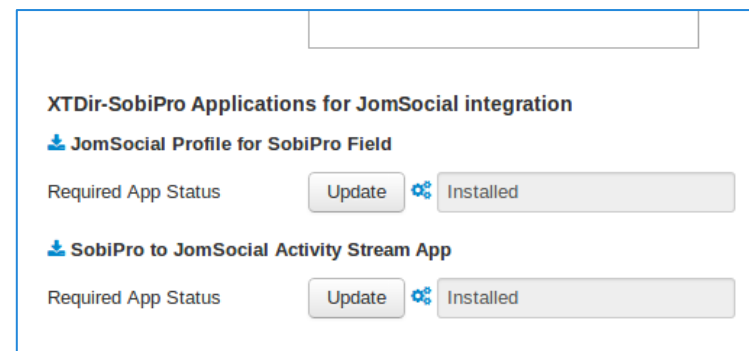 XTDir-SobiPro Applications for JomSocial integration
JomSocial Profile for SobiPro Field
Required App Status Update Installed
SobiPro to JomSocial Activity Stream App
Required App Status Update Installed